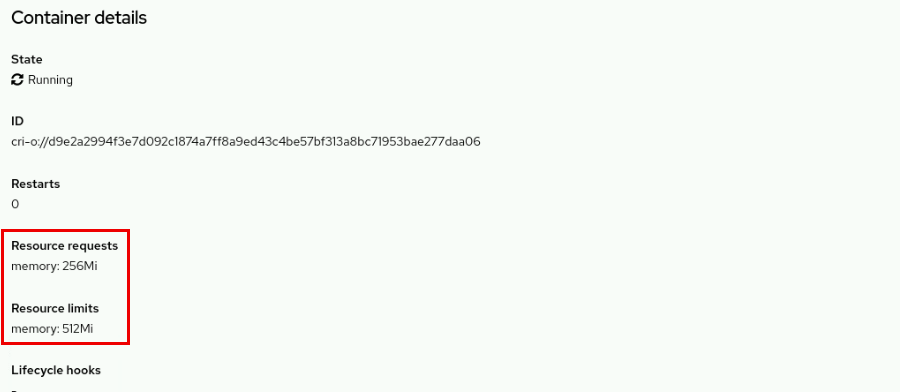 Container details
State
Running
ID
cri-o://d9e2a2994f3e7d092c1874a7ff8a9ed43c4be57bf313a8bc71953bae277daa06
Restarts
0
Resource requests
memory: 256Mi
Resource limits
memory: 512Mi
Lifecycle hooks